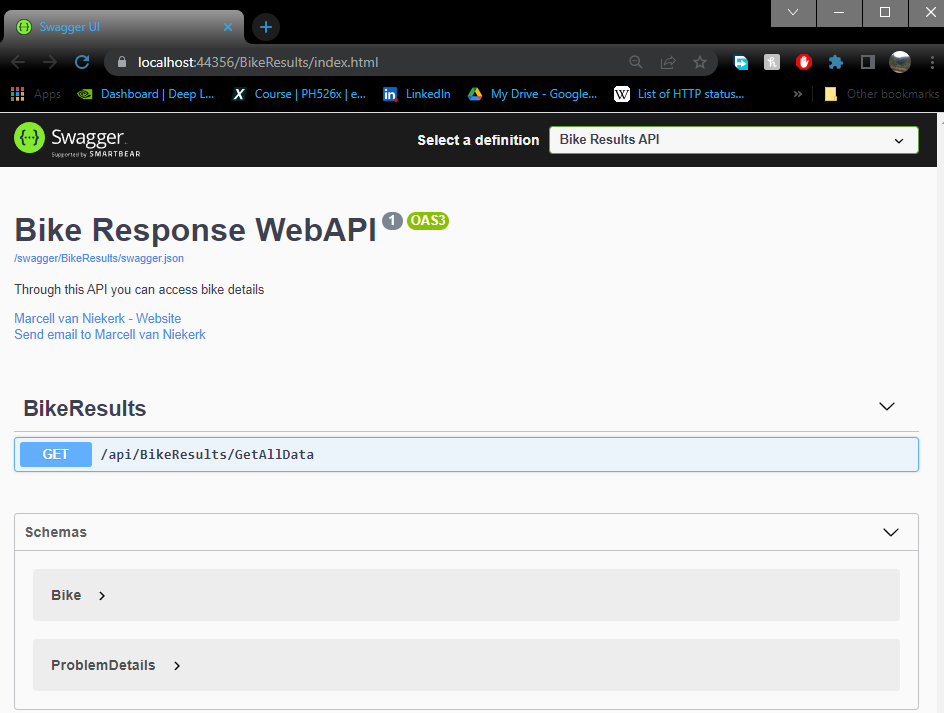 Swagger UI
localhost:44356/BikeResults/index.html
Apps
Dashboard | Deep L...
X
Course | PH526x | e...
in
LinkedIn
My Drive - Google...
W
List of HTTP status...
»
Other bookmarks
{··}
Swagger
Supported by SMARTBEAR
Select a definition
Bike Results API
Bike Response WebAPI 1 OAS3
/swagger/BikeResults/swagger.json
Through this API you can access bike details
Marcell van Niekerk - Website
Send email to Marcell van Niekerk
BikeResults
GET /api/BikeResults/GetAllData
Schemas
Bike
ProblemDetails